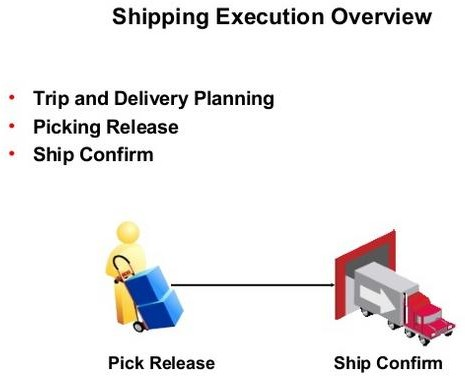 Shipping Execution Overview
• Trip and Delivery Planning
• Picking Release
• Ship Confirm
Pick Release
Ship Confirm